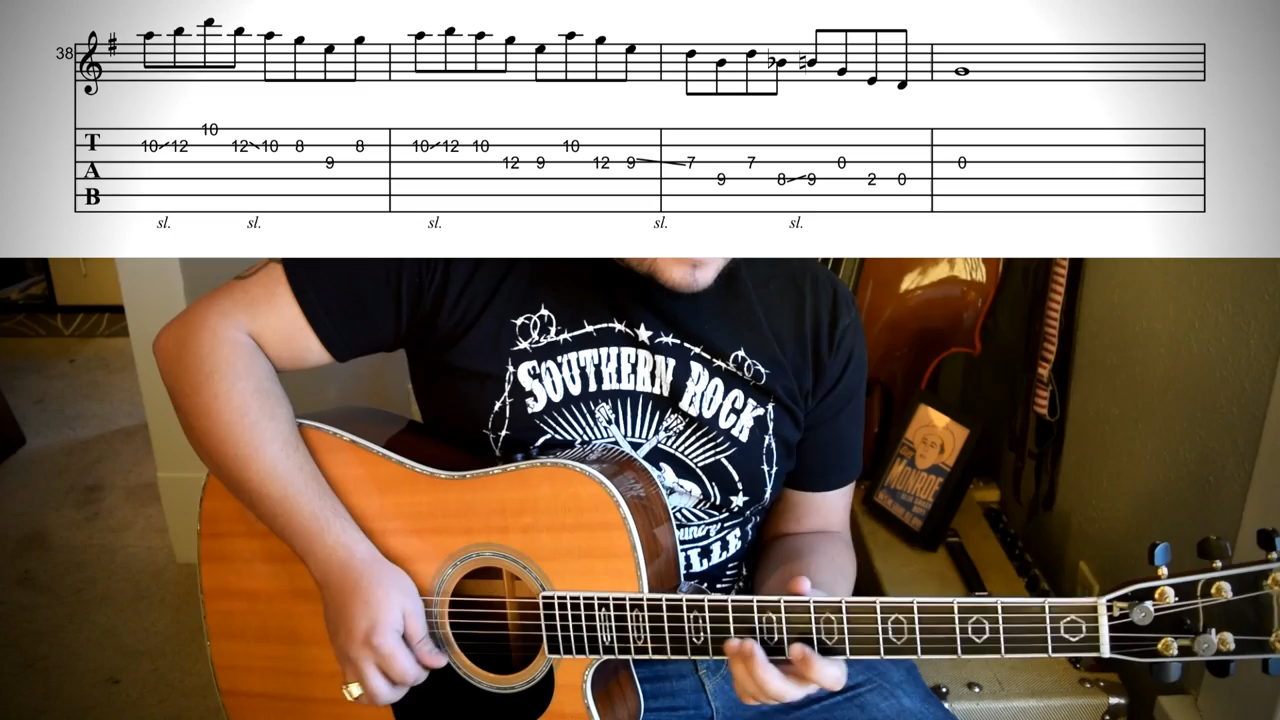 38
10
T 10 12 12 10 8 8 10 12 10 10
A 9 12 9 12 9 7 7 0 0
9 8 9 2 0
B
sl. sl. sl. sl. sl.
SOUTHERN ROCK
MONROE